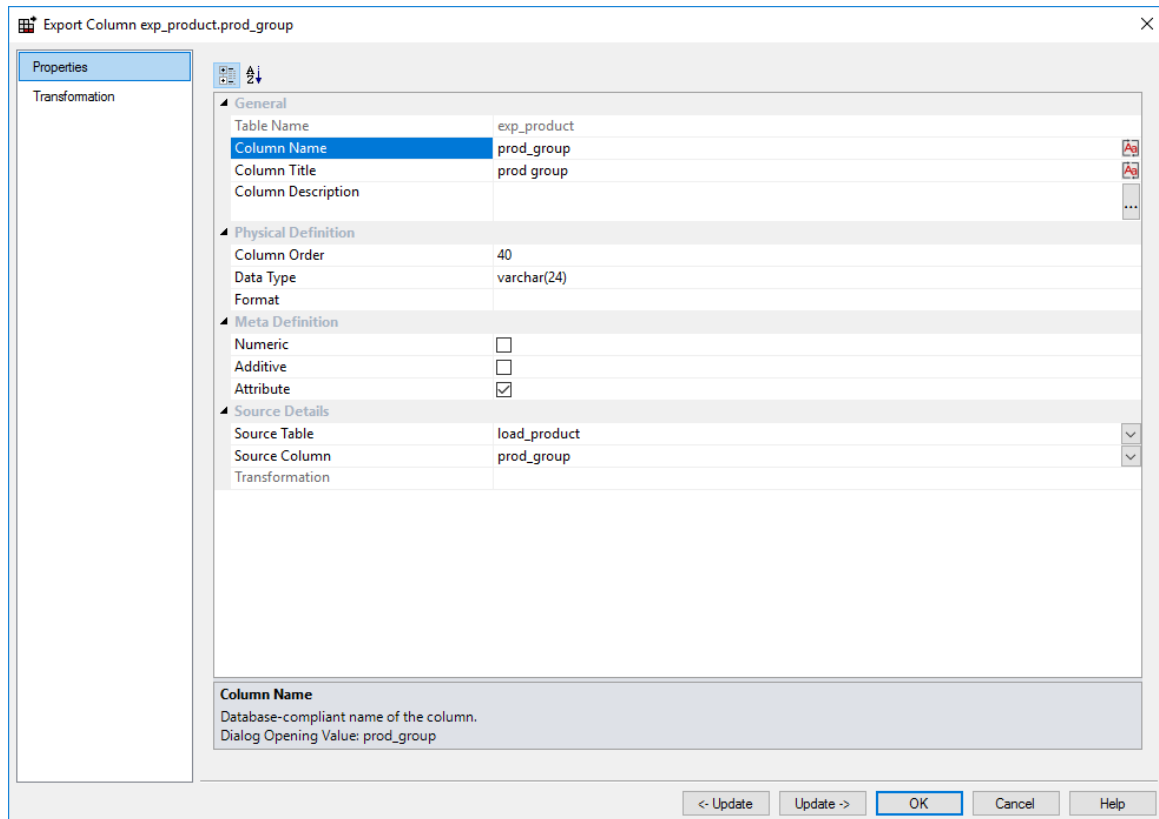 Export Column exp_product.prod_group
Properties
Transformation
General
Table Name exp_product
Column Name prod_group
Column Title prod group
Column Description
...
Physical Definition
Column Order 40
Data Type varchar(24)
Format
Meta Definition
Numeric
Additive
Attribute
Source Details
Source Table load_product
Source Column prod_group
Transformation
Column Name
Database-compliant name of the column.
Dialog Opening Value: prod_group
<- Update Update -> OK Cancel Help